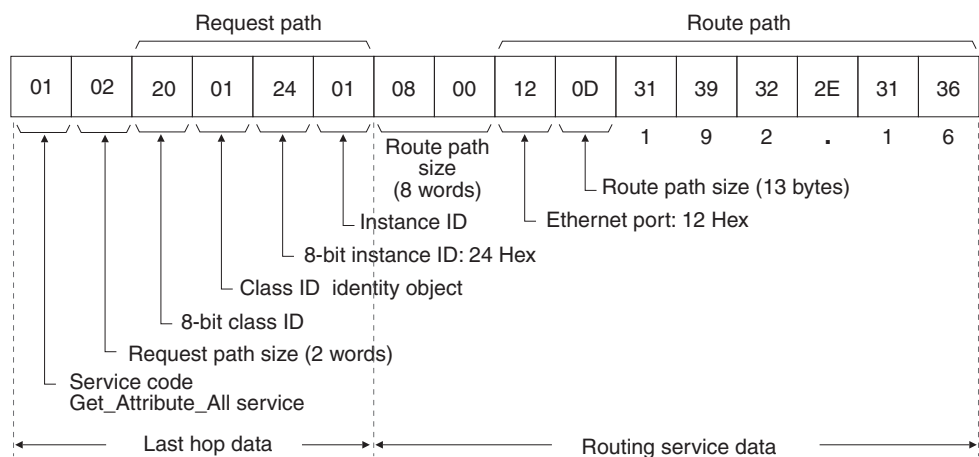 Request path
Route path
01 02 20 01 24 01 08 00 12 0D 31 39 32 2E 31 36
1 9 2 . 1 6
Route path
size
(8 words)
Route path size (13 bytes)
Instance ID
Ethernet port: 12 Hex
8-bit instance ID: 24 Hex
Class ID identity object
8-bit class ID
Request path size (2 words)
Service code
Get_Attribute_All service
Last hop data
Routing service data